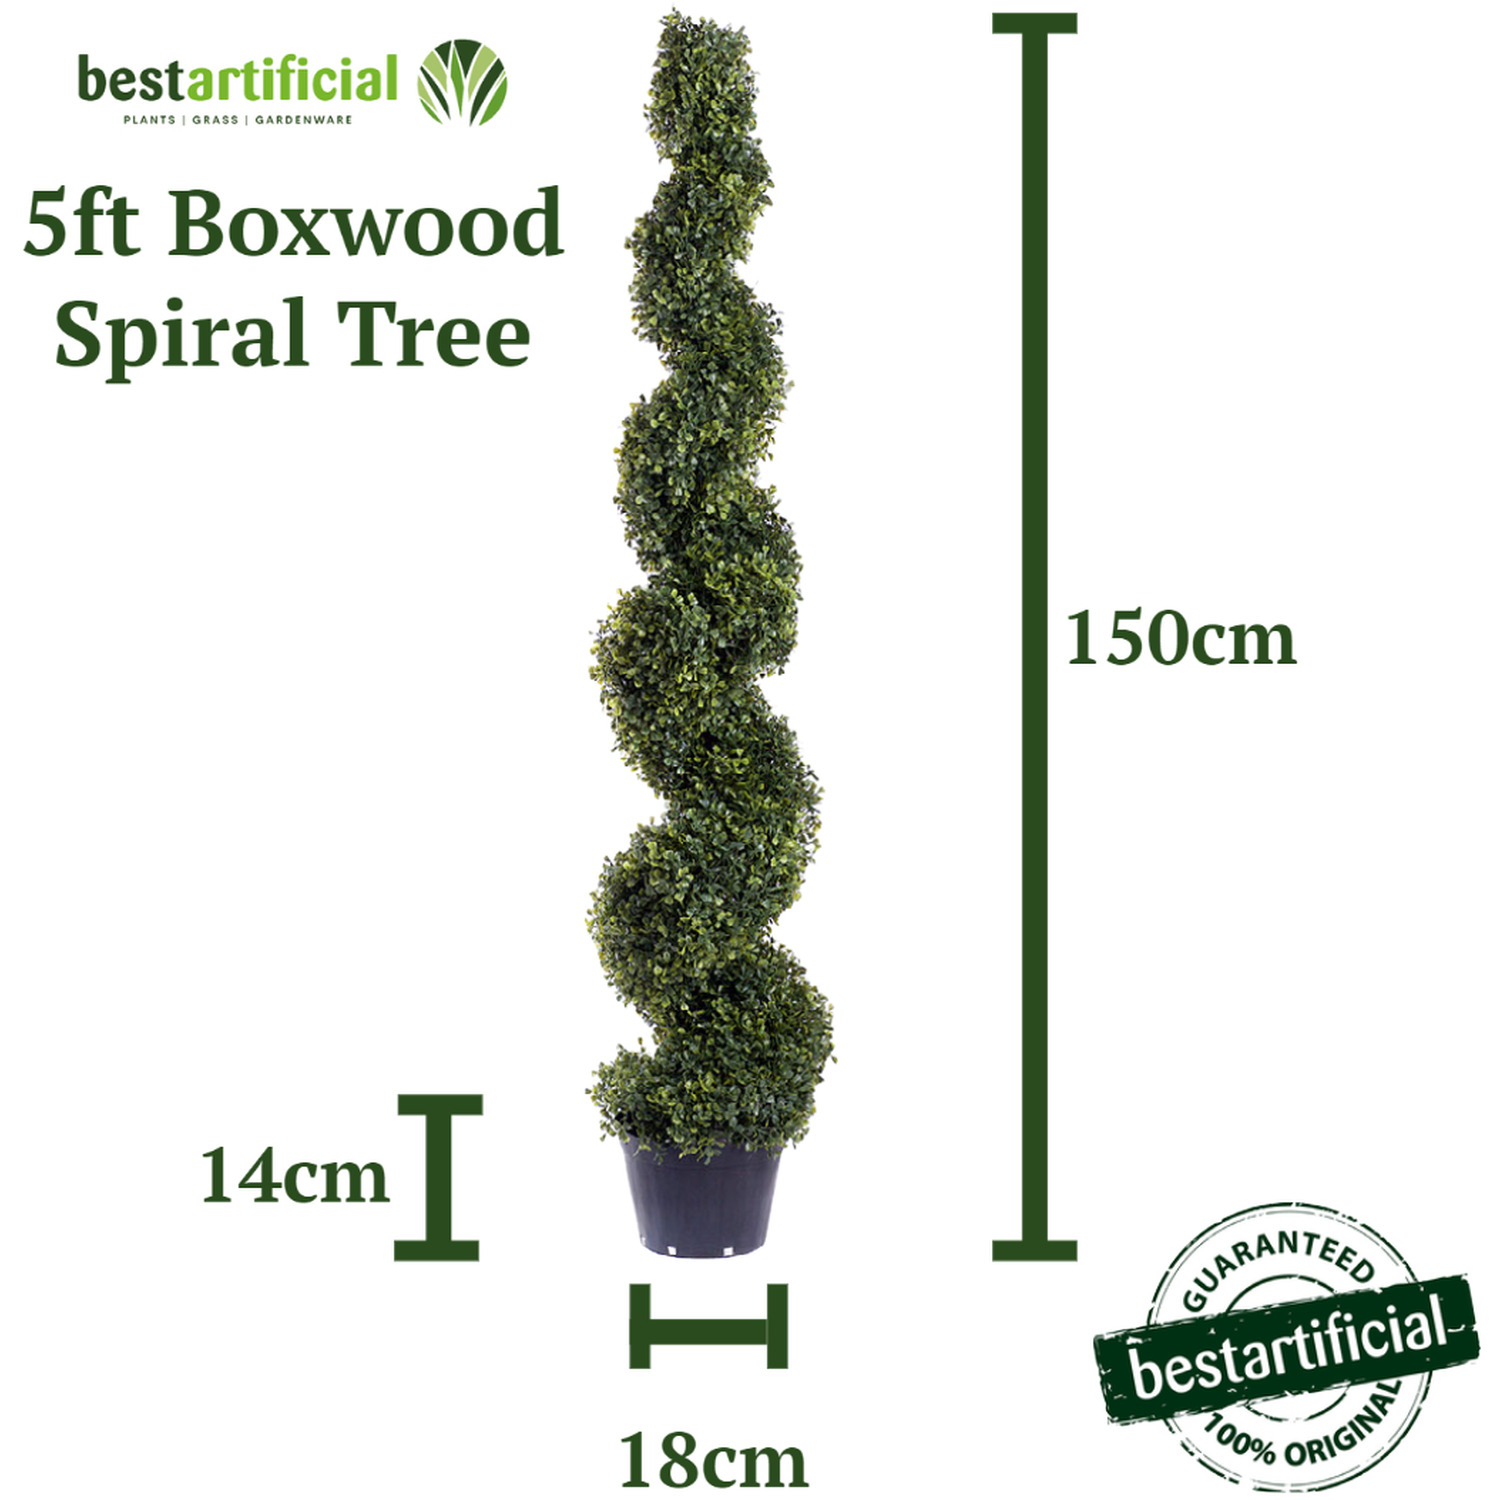 bestartificial
PLANTS | GRASS | GARDENWARE
5ft Boxwood
Spiral Tree
150cm
14cm
18cm
GUARANTEED
bestartificial
100% ORIGINAL